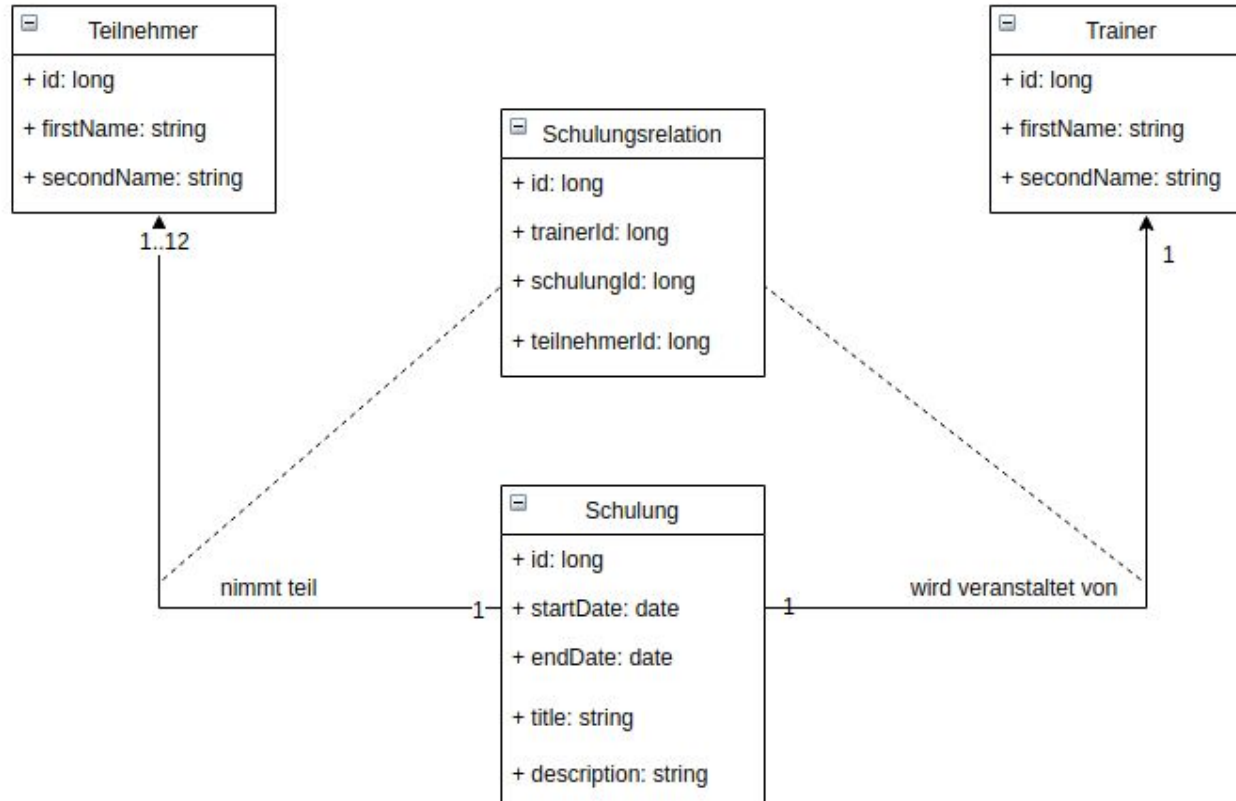 Teilnehmer
+ id: long
+ firstName: string
+ secondName: string
1..12
Trainer
+ id: long
+ firstName: string
+ secondName: string
1
Schulungsrelation
+ id: long
+ trainerId: long
+ schulungId: long
+ teilnehmerId: long
Schulung
+ id: long
+ startDate: date
+ endDate: date
+ title: string
+ description: string
nimmt teil
1
1
wird veranstaltet von